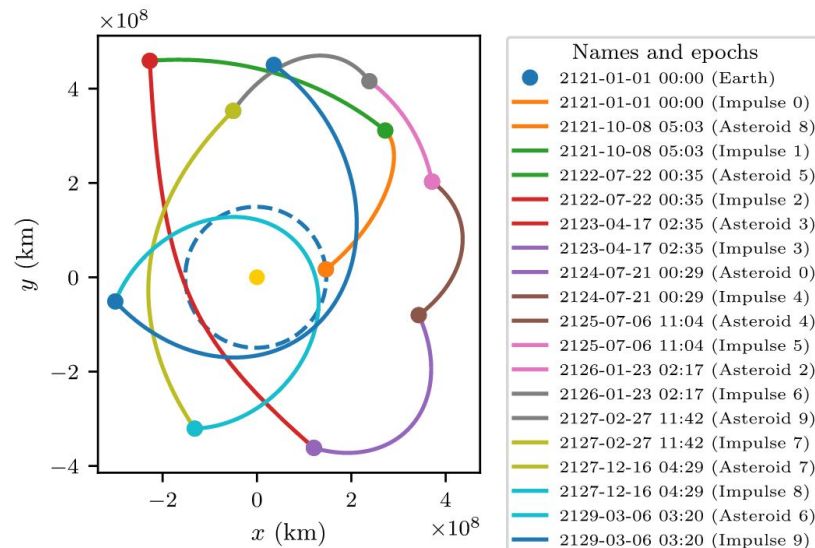 ×10⁸
4
2
0
−2
−4
y (km)
−2
0
2
4
x (km)
×10⁸
Names and epochs
2121-01-01 00:00 (Earth)
2121-01-01 00:00 (Impulse 0)
2121-10-08 05:03 (Asteroid 8)
2121-10-08 05:03 (Impulse 1)
2122-07-22 00:35 (Asteroid 5)
2122-07-22 00:35 (Impulse 2)
2123-04-17 02:35 (Asteroid 3)
2123-04-17 02:35 (Impulse 3)
2124-07-21 00:29 (Asteroid 0)
2124-07-21 00:29 (Impulse 4)
2125-07-06 11:04 (Asteroid 4)
2125-07-06 11:04 (Impulse 5)
2126-01-23 02:17 (Asteroid 2)
2126-01-23 02:17 (Impulse 6)
2127-02-27 11:42 (Asteroid 9)
2127-02-27 11:42 (Impulse 7)
2127-12-16 04:29 (Asteroid 7)
2127-12-16 04:29 (Impulse 8)
2129-03-06 03:20 (Asteroid 6)
2129-03-06 03:20 (Impulse 9)